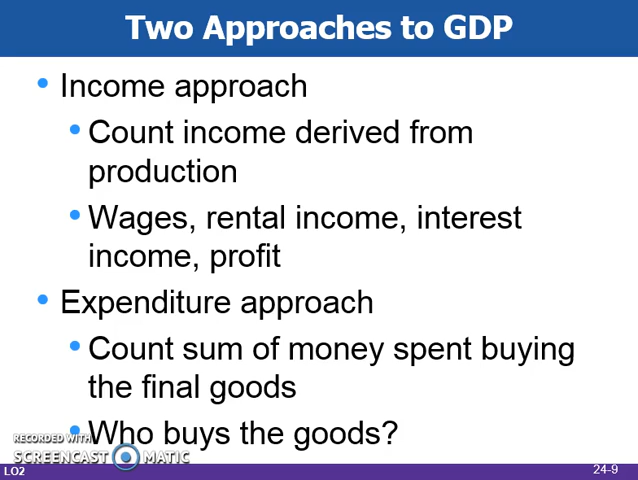 Two Approaches to GDP
• Income approach
• Count income derived from
production
• Wages, rental income, interest
income, profit
• Expenditure approach
• Count sum of money spent buying
the final goods
• Who buys the goods?
RECORDED WITH
SCREENCAST MATIC
LO2
24-9